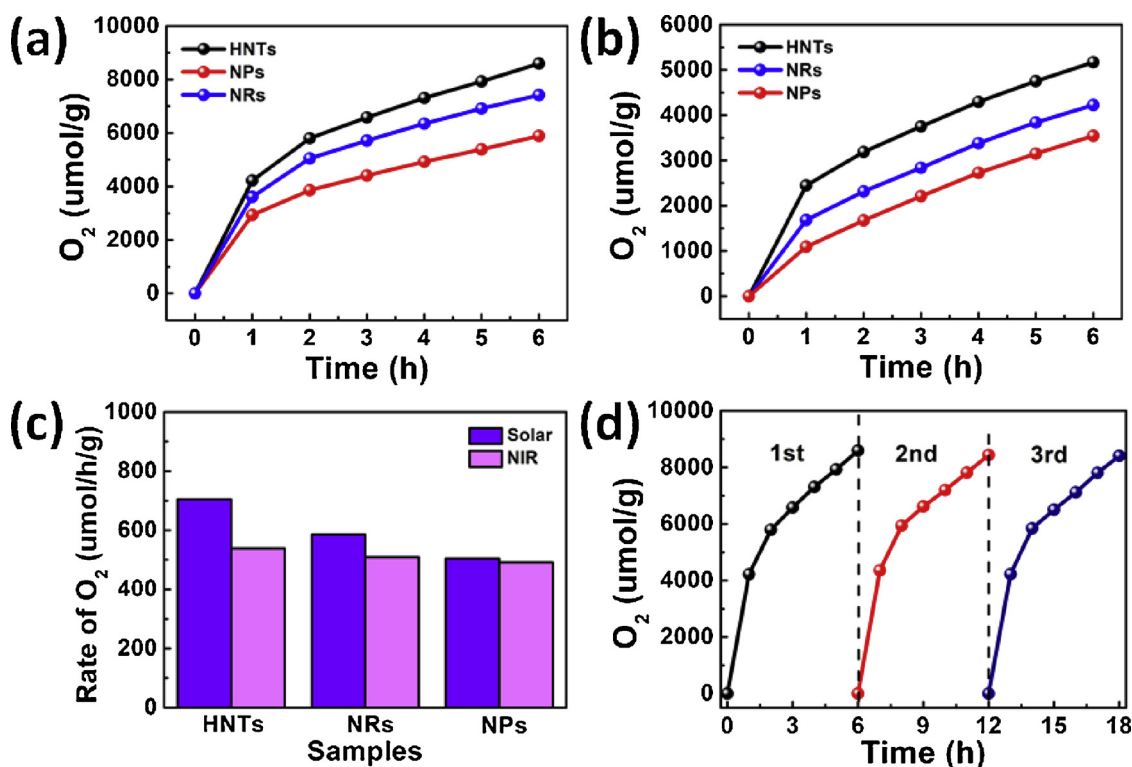 (a)
10000
8000
6000
4000
2000
0
O2 (umol/g)
HNTs
NPs
NRs
0 1 2 3 4 5 6
Time (h)
(b)
6000
5000
4000
3000
2000
1000
0
O2 (umol/g)
HNTs
NRs
NPs
0 1 2 3 4 5 6
Time (h)
(c)
1000
800
600
400
200
0
Rate of O2 (umol/h/g)
Solar
NIR
HNTs NRs NPs
Samples
(d)
10000
8000
6000
4000
2000
0
O2 (umol/g)
1st 2nd 3rd
0 3 6 9 12 15 18
Time (h)